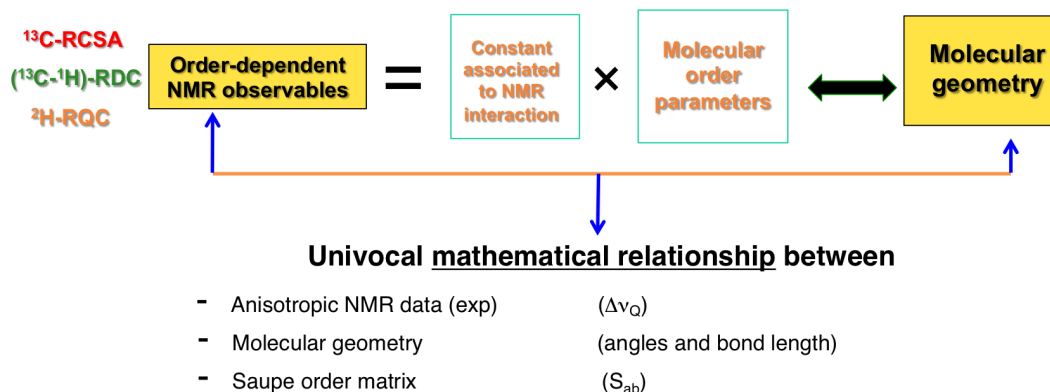 ¹³C-RCSA
(¹³C-¹H)-RDC
²H-RQC
Order-dependent
NMR observables
=
Constant
associated
to NMR
interaction
×
Molecular
order
parameters
Molecular
geometry
Univocal mathematical relationship between
- Anisotropic NMR data (exp) (Δν_Q)
- Molecular geometry (angles and bond length)
- Saupe order matrix (S_ab)